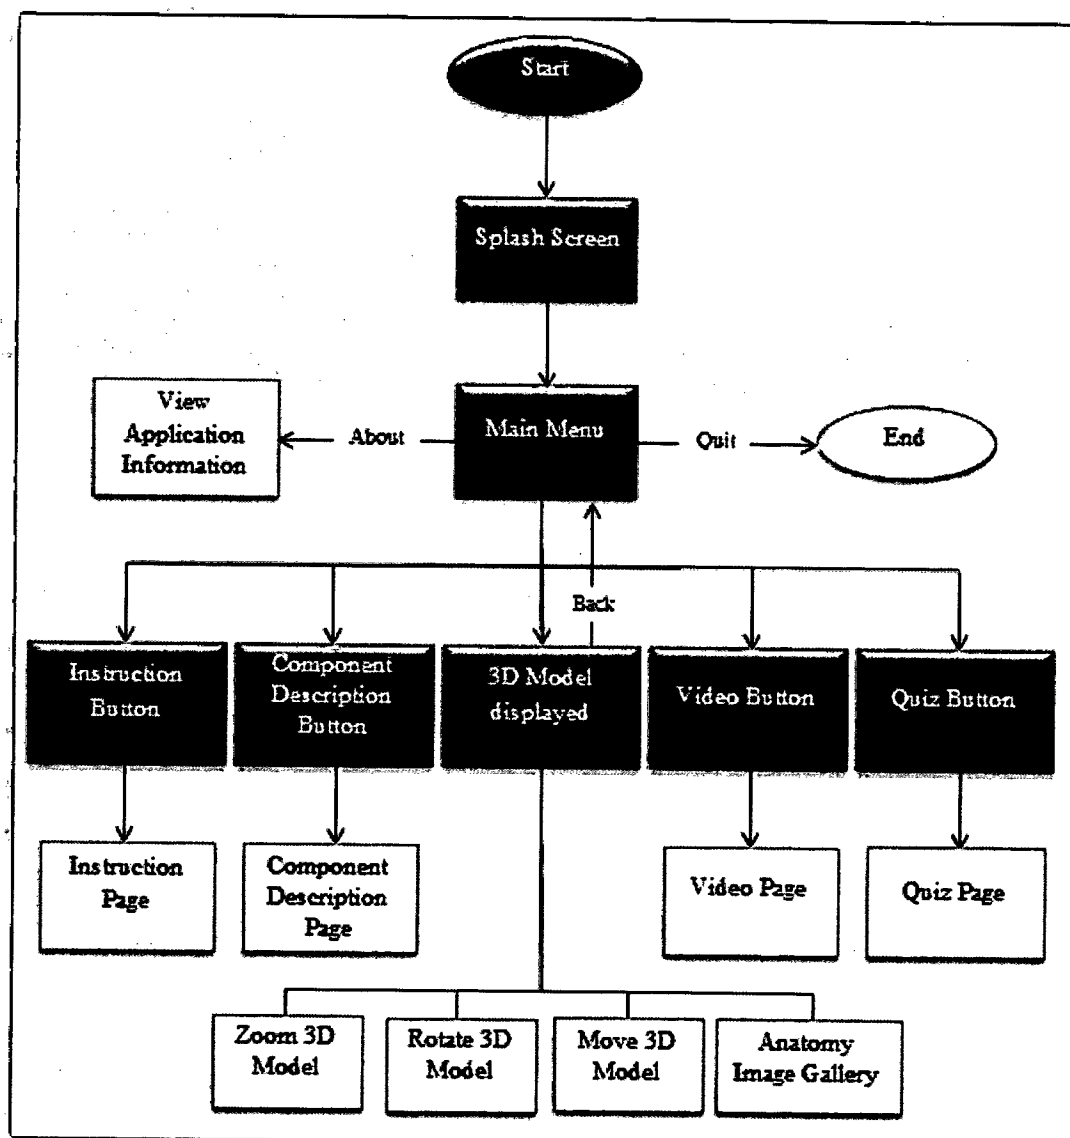 Start
Splash Screen
View
Application
Information
About
Main Menu
Quit
End
Back
Instruction
Button
Component
Description
Button
3D Model
displayed
Video Button
Quiz Button
Instruction
Page
Component
Description
Page
Video Page
Quiz Page
Zoom 3D
Model
Rotate 3D
Model
Move 3D
Model
Anatomy
Image Gallery